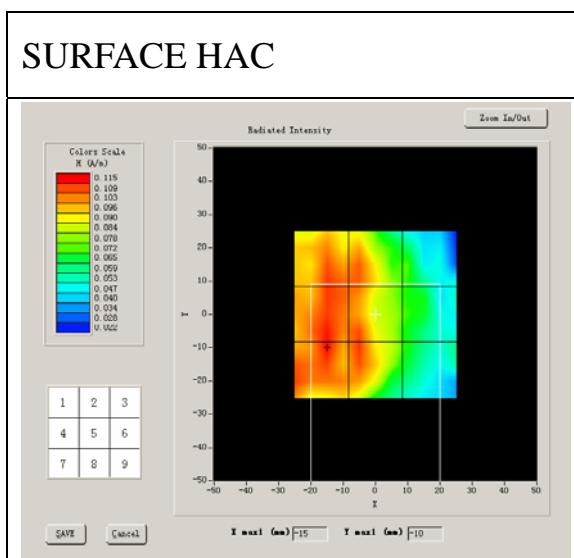 SURFACE HAC
Zoom In/Out
Radiated Intensity
Colors Scale
H (A/m)
0.115
0.109
0.103
0.096
0.090
0.084
0.078
0.072
0.065
0.059
0.053
0.047
0.040
0.034
0.028
0.022
50
40
30
20
10
0
-10
-20
-30
-40
-50
Y
-50 -40 -30 -20 -10 0 10 20 30 40 50
X
1 2 3
4 5 6
7 8 9
SAVE Cancel
X max1 (mm) -15 Y max1 (mm) -10